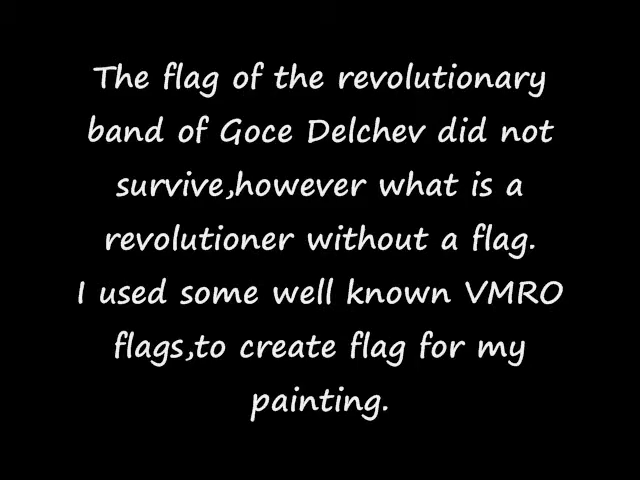 The flag of the revolutionary
band of Goce Delchev did not
survive,however what is a
revolutioner without a flag.
I used some well known VMRO
flags,to create flag for my
painting.